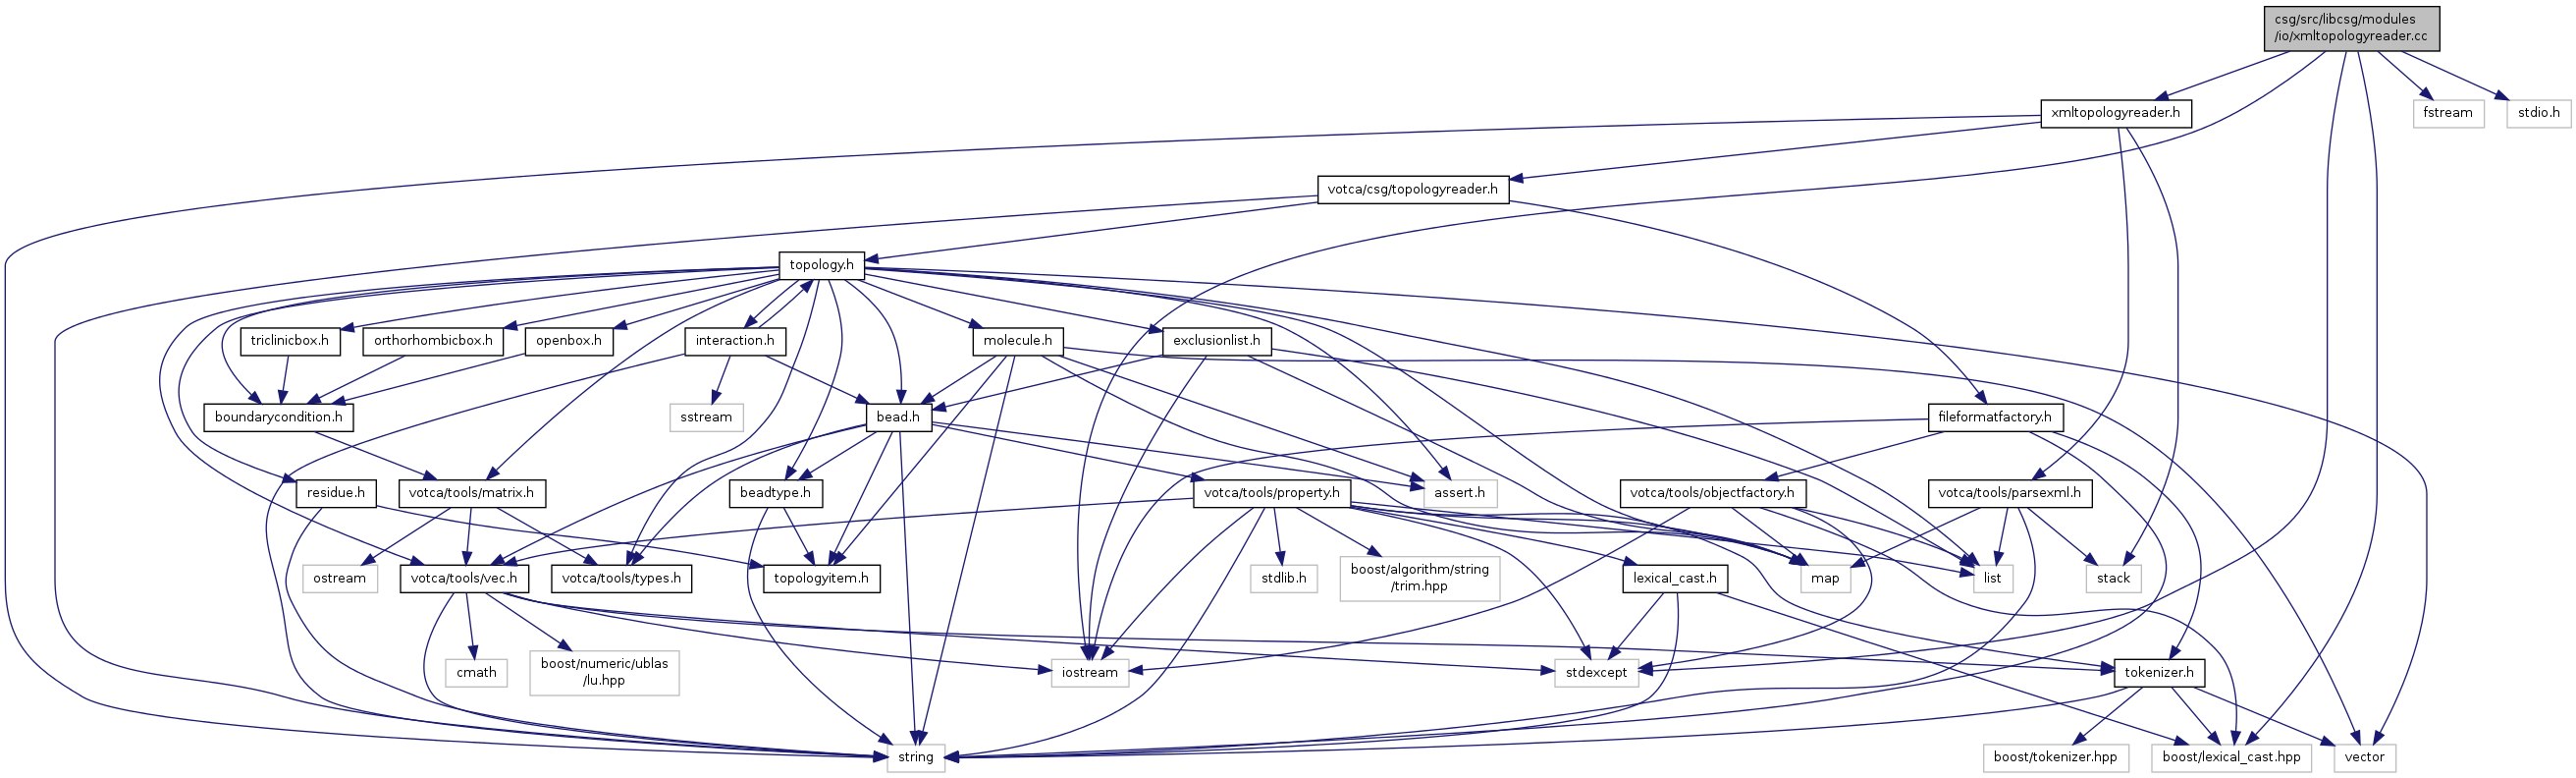 csg/src/libcsg/modules
/io/xmltopologyreader.cc
xmltopologyreader.h
fstream
stdio.h
votca/csg/topologyreader.h
topology.h
triclinicbox.h
orthorhombicbox.h
openbox.h
interaction.h
molecule.h
exclusionlist.h
boundarycondition.h
sstream
bead.h
fileformatfactory.h
residue.h
votca/tools/matrix.h
beadtype.h
votca/tools/property.h
assert.h
votca/tools/objectfactory.h
votca/tools/parsexml.h
ostream
votca/tools/vec.h
votca/tools/types.h
topologyitem.h
stdlib.h
boost/algorithm/string
/trim.hpp
lexical_cast.h
map
list
stack
cmath
boost/numeric/ublas
/lu.hpp
iostream
stdexcept
tokenizer.h
string
boost/tokenizer.hpp
boost/lexical_cast.hpp
vector